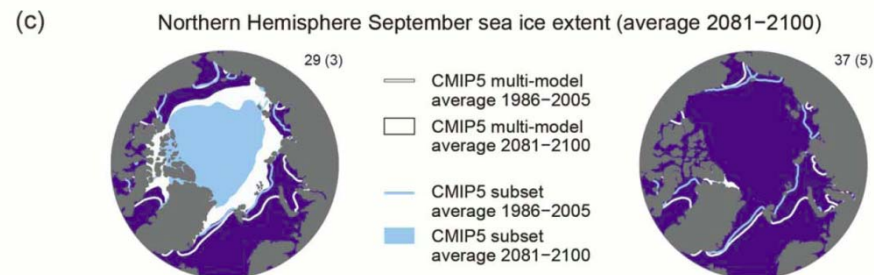 (c)
Northern Hemisphere September sea ice extent (average 2081−2100)
29 (3)
CMIP5 multi-model
average 1986−2005
CMIP5 multi-model
average 2081−2100
CMIP5 subset
average 1986−2005
CMIP5 subset
average 2081−2100
37 (5)